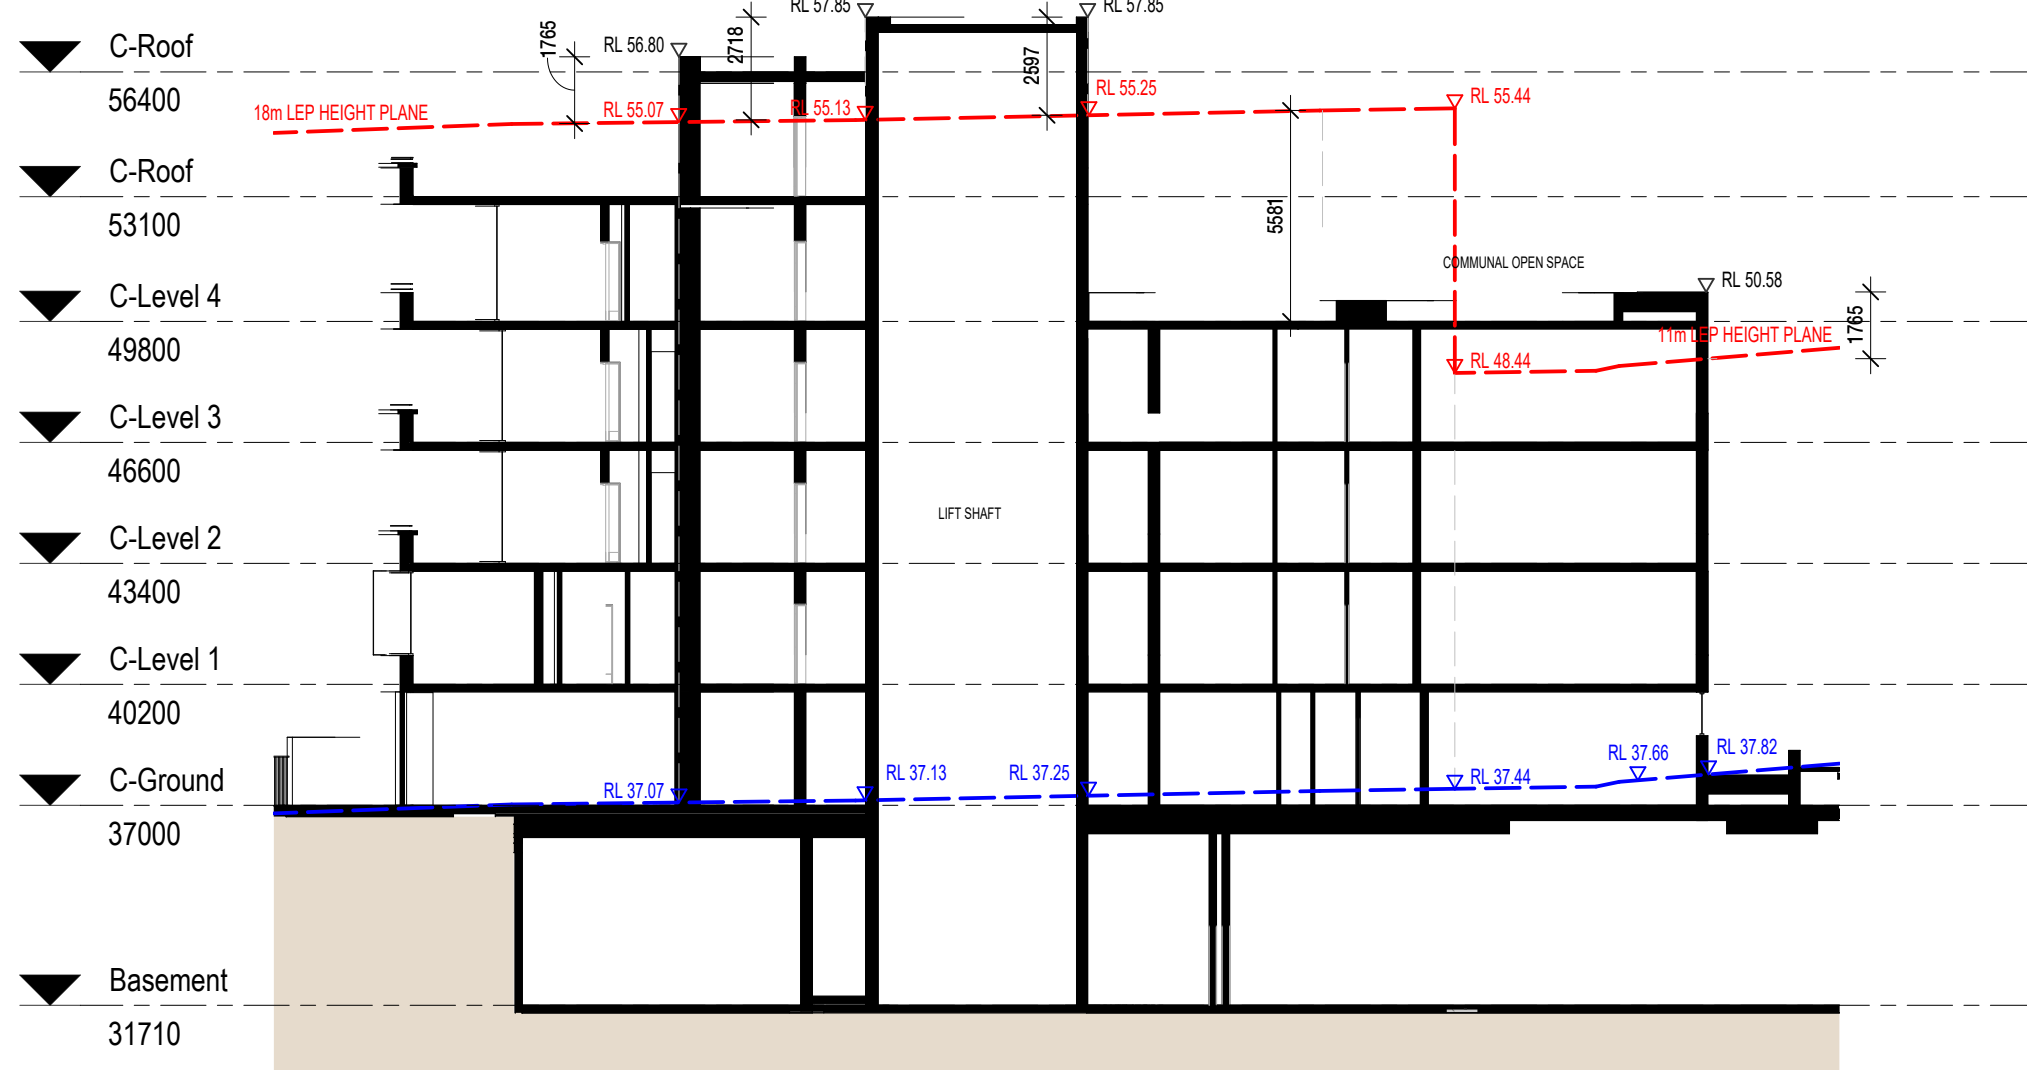 RL 57.85
RL 57.85
C-Roof
56400
1765
RL 56.80
2718
2597
18m LEP HEIGHT PLANE
RL 55.07
RL 55.13
RL 55.25
RL 55.44
C-Roof
53100
5581
COMMUNAL OPEN SPACE
RL 50.58
C-Level 4
49800
1765
11m LEP HEIGHT PLANE
RL 48.44
C-Level 3
46600
LIFT SHAFT
C-Level 2
43400
C-Level 1
40200
C-Ground
37000
RL 37.07
RL 37.13
RL 37.25
RL 37.44
RL 37.66
RL 37.82
Basement
31710